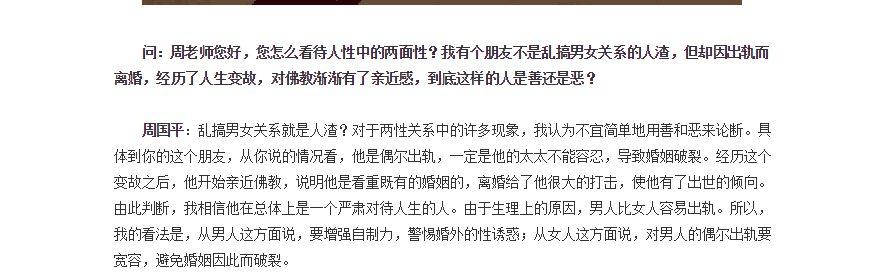 问：周老师您好，您怎么看待人性中的两面性？我有个朋友不是乱搞男女关系的人渣，但却因出轨而
离婚，经历了人生变故，对佛教渐渐有了亲近感，到底这样的人是善还是恶？
周国平：乱搞男女关系就是人渣？对于两性关系中的许多现象，我认为不宜简单地用善和恶来论断。具
体到你的这个朋友，从你说的情况看，他是偶尔出轨，一定是他的太太不能容忍，导致婚姻破裂。经历这个
变故之后，他开始亲近佛教，说明他是看重既有的婚姻的，离婚给了他很大的打击，使他有了出世的倾向。
由此判断，我相信他在总体上是一个严肃对待人生的人。由于生理上的原因，男人比女人容易出轨。所以，
我的看法是，从男人这方面说，要增强自制力，警惕婚外的性诱惑；从女人这方面说，对男人的偶尔出轨要
宽容，避免婚姻因此而破裂。